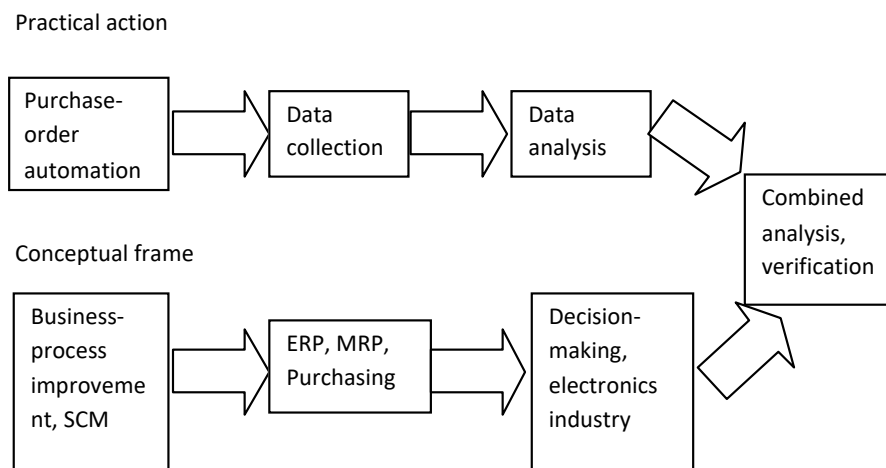 Practical action
Purchase-
order
automation
Data
collection
Data
analysis
Combined
analysis,
verification
Conceptual frame
Business-
process
improveme
nt, SCM
ERP, MRP,
Purchasing
Decision-
making,
electronics
industry